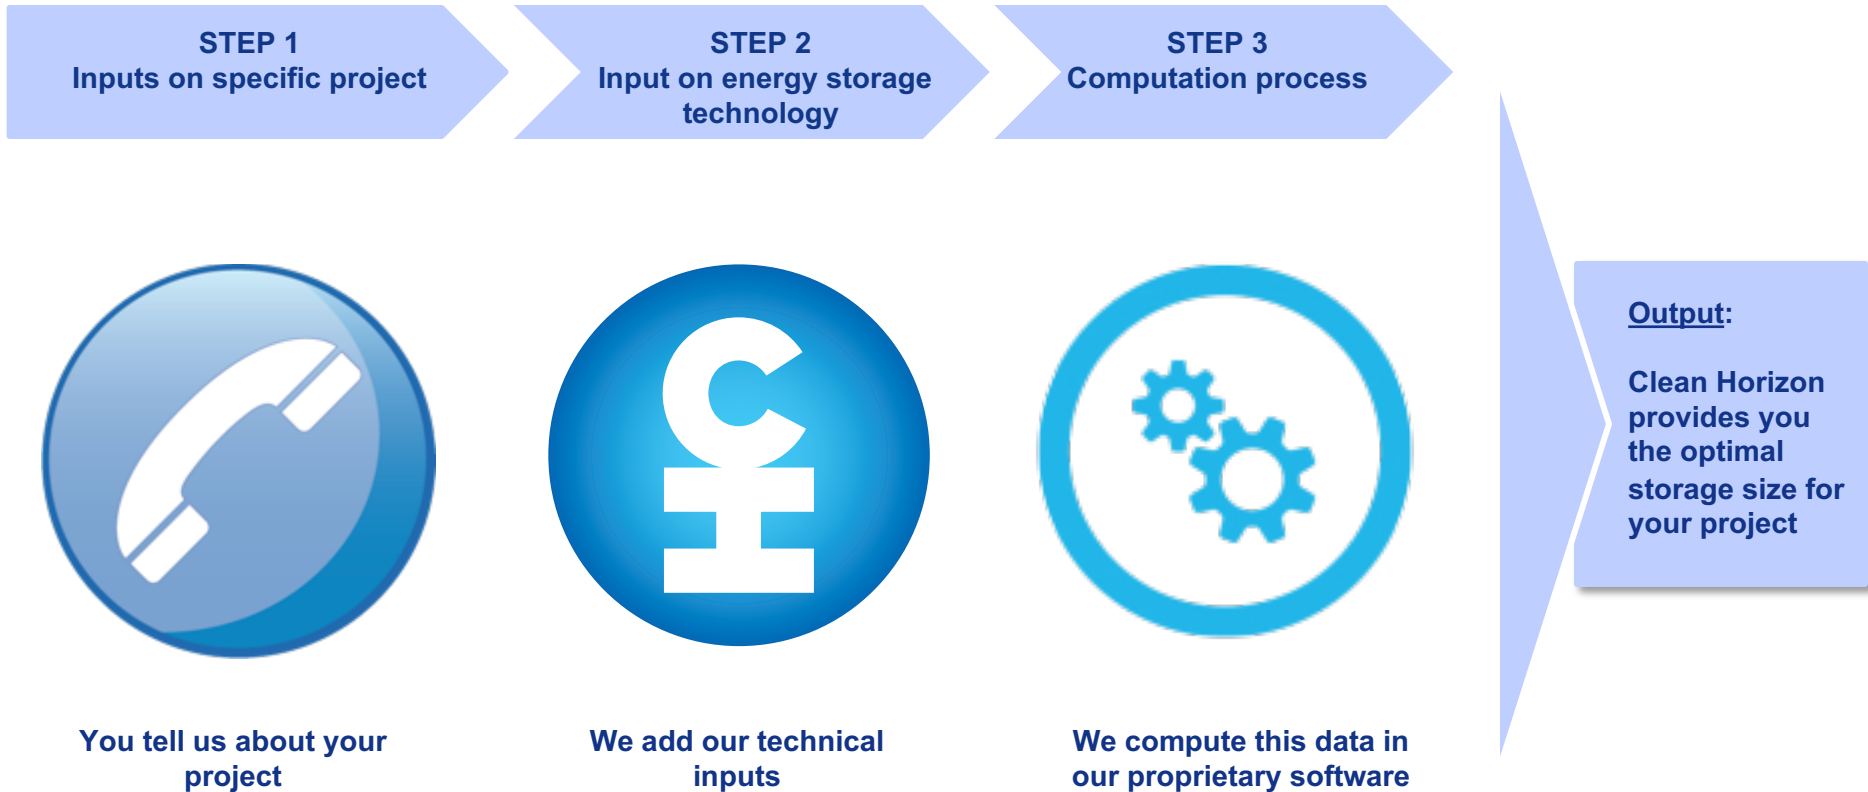 STEP 1
Inputs on specific project
STEP 2
Input on energy storage
technology
STEP 3
Computation process
CH
You tell us about your
project
We add our technical
inputs
We compute this data in
our proprietary software
Output:
Clean Horizon
provides you
the optimal
storage size for
your project